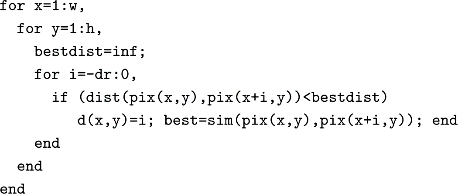 for x=1:w,
  for y=1:h,
    bestdist=inf;
    for i=-dr:0,
      if (dist(pix(x,y),pix(x+i,y))<bestdist)
         d(x,y)=i; best=sim(pix(x,y),pix(x+i,y)); end
    end
  end
end